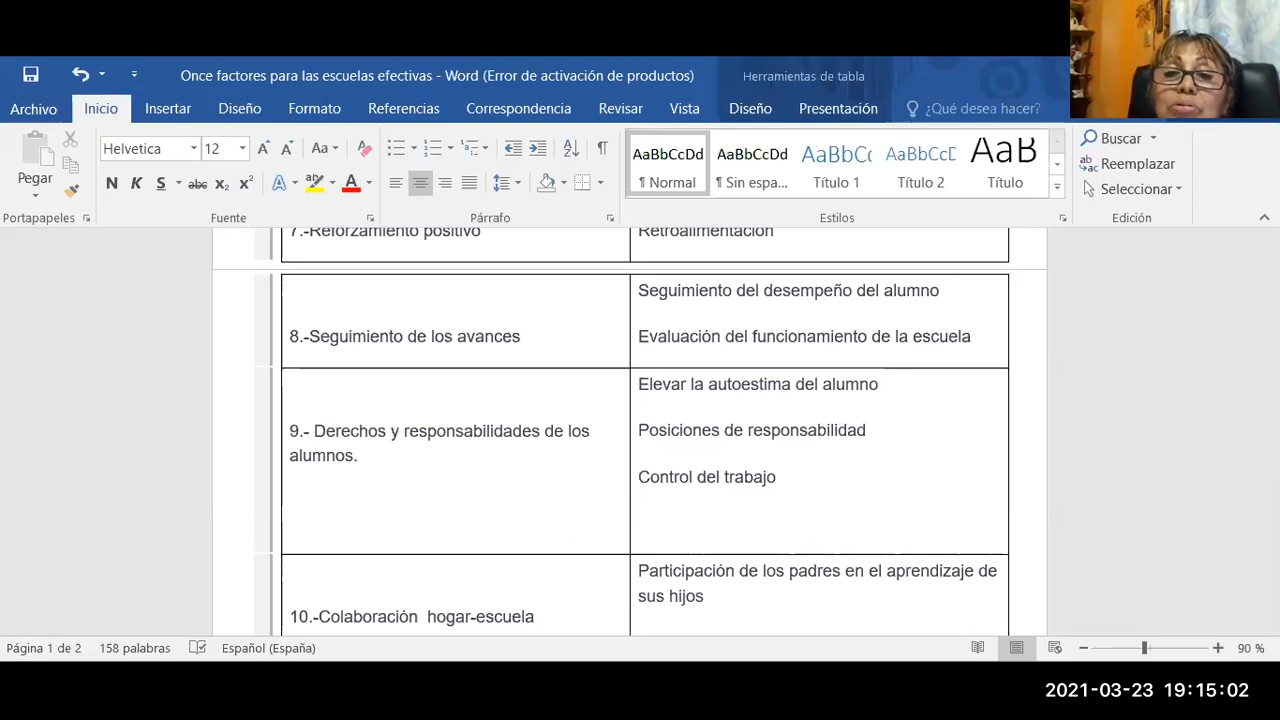 Once factores para las escuelas efectivas - Word (Error de activación de productos)
Herramientas de tabla
Archivo Inicio Insertar Diseño Formato Referencias Correspondencia Revisar Vista Diseño Presentación ¿Qué desea hacer?
Pegar
Helvetica 12
Aa
N K S abc x₂ x² A A
AaBbCcDd AaBbCcDd AaBbC AaBbCcD AaB
¶ Normal ¶ Sin espa... Título 1 Título 2 Título
Buscar
Reemplazar
Seleccionar
Portapapeles Fuente Párrafo Estilos Edición
7.-Reforzamiento positivo Retroalimentación
Seguimiento del desempeño del alumno
8.-Seguimiento de los avances Evaluación del funcionamiento de la escuela
Elevar la autoestima del alumno
9.- Derechos y responsabilidades de los Posiciones de responsabilidad
alumnos.
Control del trabajo
Participación de los padres en el aprendizaje de
sus hijos
10.-Colaboración  hogar-escuela
Página 1 de 2 158 palabras Español (España) 90 %
2021-03-23 19:15:02